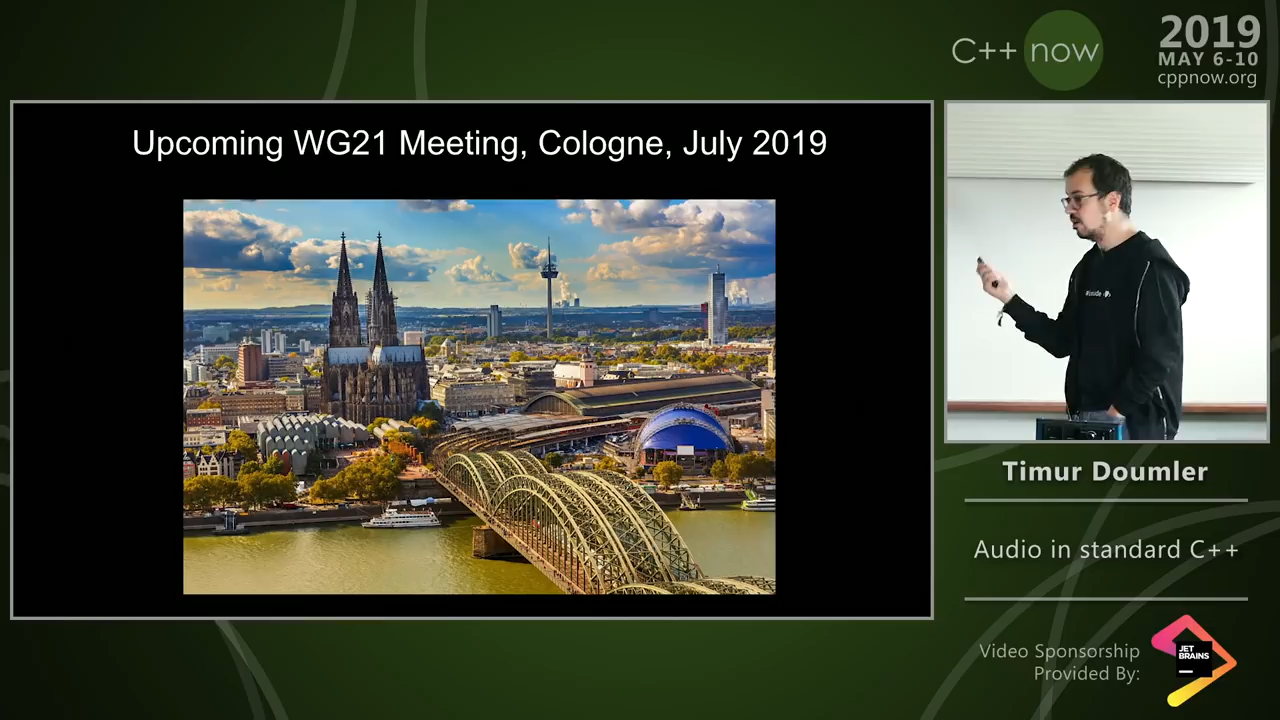 C++ now
2019
MAY 6-10
cppnow.org
Upcoming WG21 Meeting, Cologne, July 2019
Timur Doumler
Audio in standard C++
Video Sponsorship
Provided By:
JET
BRAINS